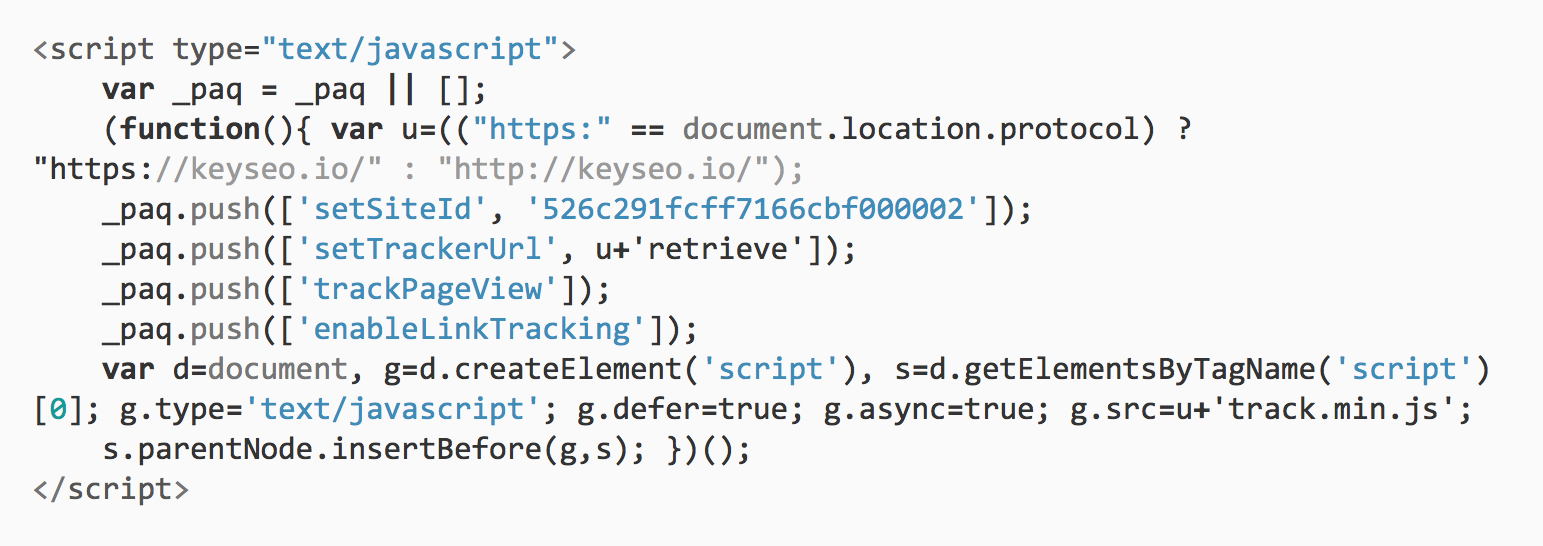 <script type="text/javascript">
    var _paq = _paq || [];
    (function(){ var u=(("https:" == document.location.protocol) ?
"https://keyseo.io/" : "http://keyseo.io/");
    _paq.push(['setSiteId', '526c291fcff7166cbf000002']);
    _paq.push(['setTrackerUrl', u+'retrieve']);
    _paq.push(['trackPageView']);
    _paq.push(['enableLinkTracking']);
    var d=document, g=d.createElement('script'), s=d.getElementsByTagName('script')
[0]; g.type='text/javascript'; g.defer=true; g.async=true; g.src=u+'track.min.js';
    s.parentNode.insertBefore(g,s); })();
</script>